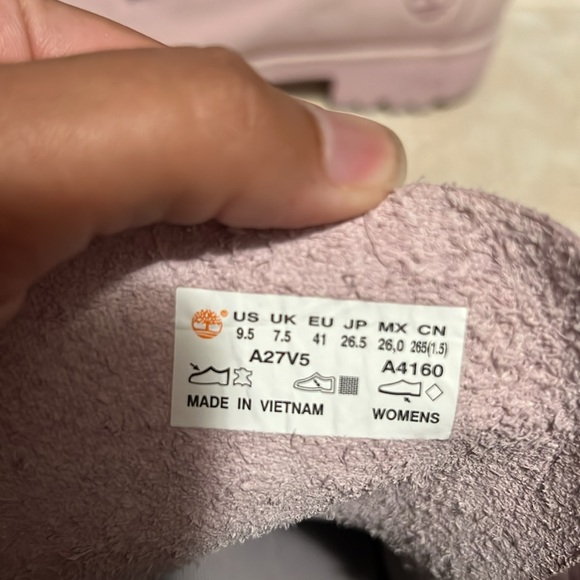 US UK EU JP MX CN
9.5 7.5 41 26.5 26,0 265(1.5)
A27V5 A4160
MADE IN VIETNAM WOMENS